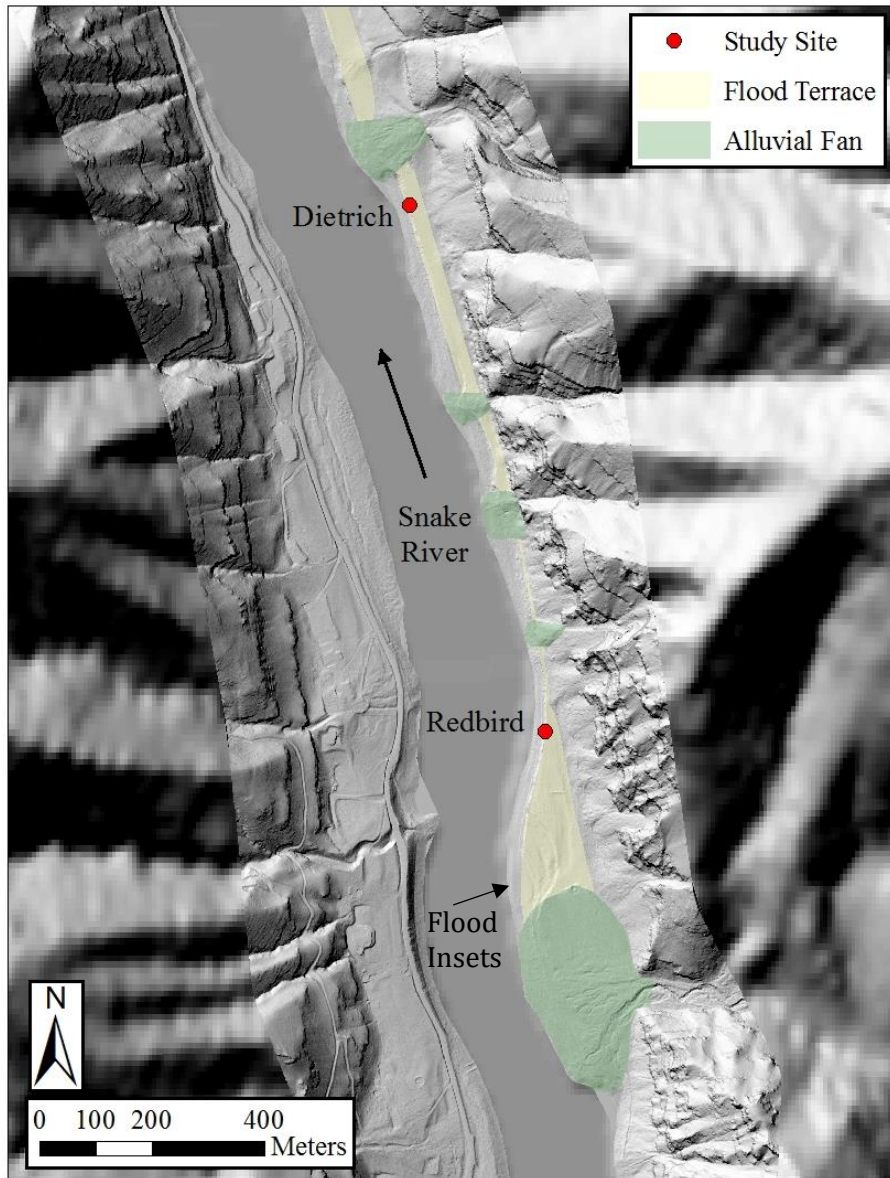 Study Site
Flood Terrace
Alluvial Fan
Dietrich
Snake
River
Redbird
Flood
Insets
N
0 100 200 400
Meters